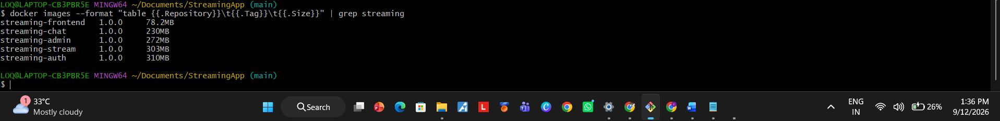 LOQ@LAPTOP-CB3PBR5E MINGW64 ~/Documents/StreamingApp (main)
$ docker images --format "table {{.Repository}}\t{{.Tag}}\t{{.Size}}" | grep streaming
streaming-frontend   1.0.0     78.2MB
streaming-chat       1.0.0     230MB
streaming-admin      1.0.0     272MB
streaming-stream     1.0.0     303MB
streaming-auth       1.0.0     310MB
LOQ@LAPTOP-CB3PBR5E MINGW64 ~/Documents/StreamingApp (main)
$
1
33°C
Mostly cloudy
Search
ENG
IN
26%
1:36 PM
9/12/2026